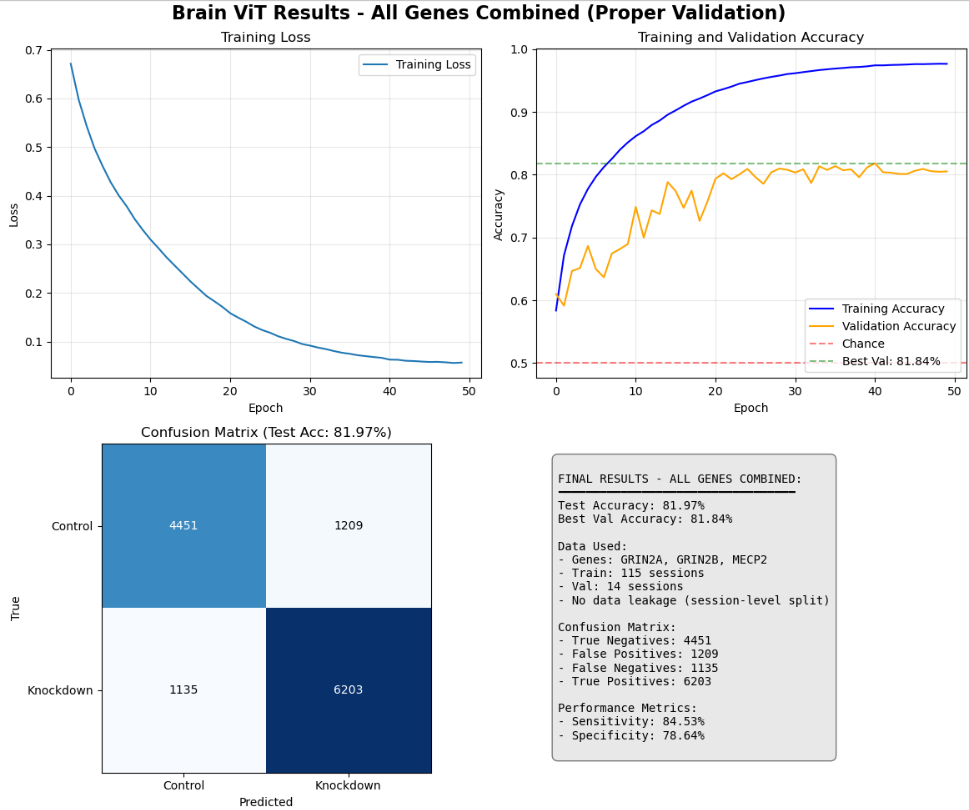 Brain ViT Results - All Genes Combined (Proper Validation)
Training Loss
Training Loss
0.7
0.6
0.5
0.4
0.3
0.2
0.1
Loss
0
10
20
30
40
50
Epoch
Training and Validation Accuracy
1.0
0.9
0.8
0.7
0.6
0.5
Accuracy
Training Accuracy
Validation Accuracy
Chance
Best Val: 81.84%
0
10
20
30
40
50
Epoch
Confusion Matrix (Test Acc: 81.97%)
True
Control
4451
1209
Knockdown
1135
6203
Control
Knockdown
Predicted
FINAL RESULTS - ALL GENES COMBINED:
Test Accuracy: 81.97%
Best Val Accuracy: 81.84%
Data Used:
- Genes: GRIN2A, GRIN2B, MECP2
- Train: 115 sessions
- Val: 14 sessions
- No data leakage (session-level split)
Confusion Matrix:
- True Negatives: 4451
- False Positives: 1209
- False Negatives: 1135
- True Positives: 6203
Performance Metrics:
- Sensitivity: 84.53%
- Specificity: 78.64%